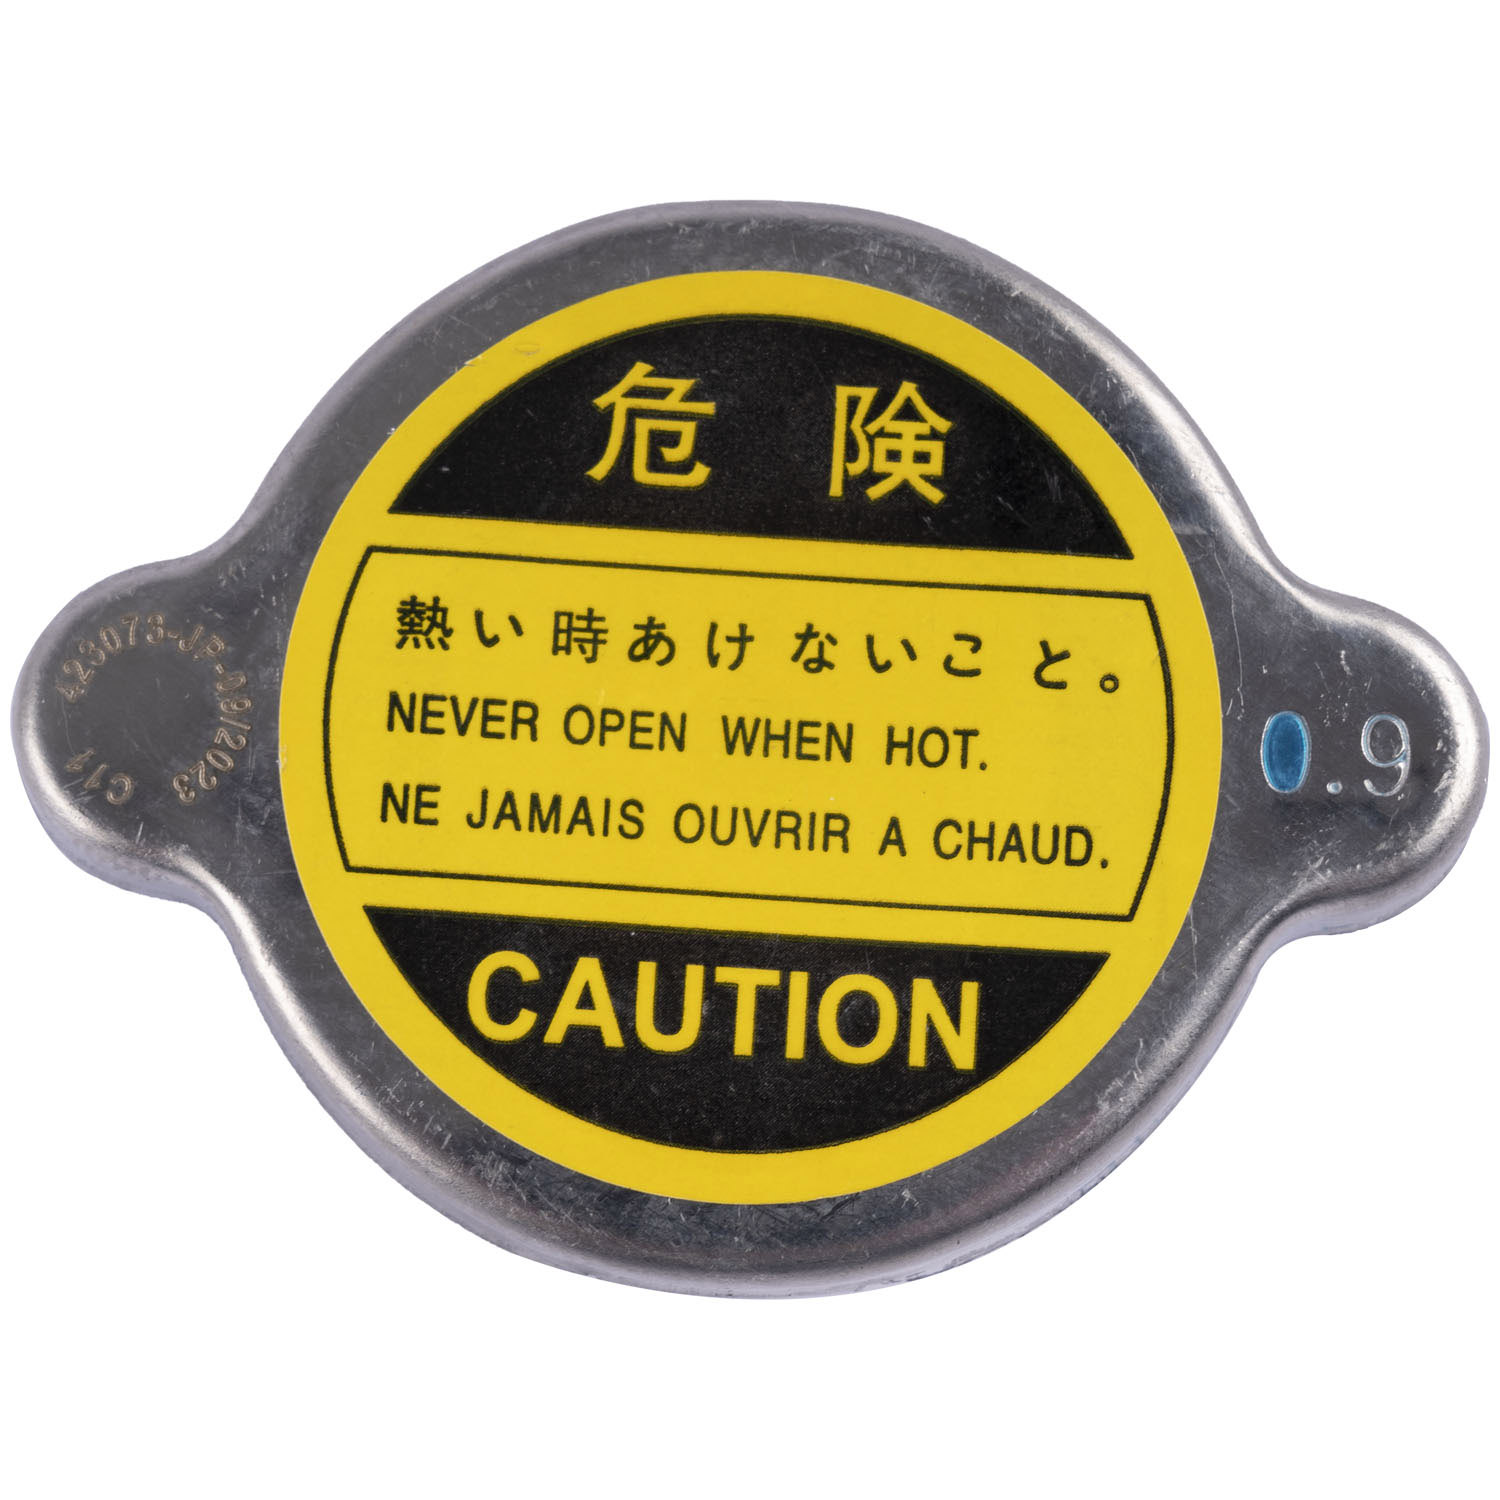 危険
熱い時あけないこと。
NEVER OPEN WHEN HOT.
NE JAMAIS OUVRIR A CHAUD.
CAUTION
423073-JP-09/2023
C11
0.9